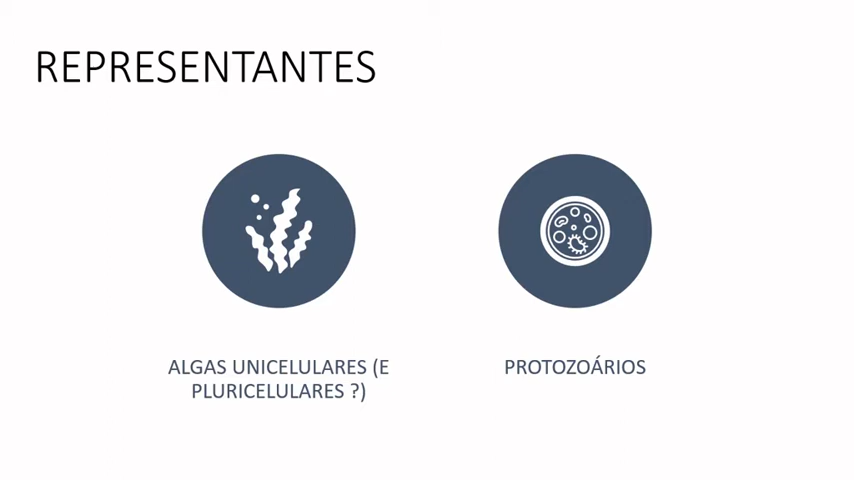 REPRESENTANTES
ALGAS UNICELULARES (E
PLURICELULARES ?)
PROTOZOÁRIOS